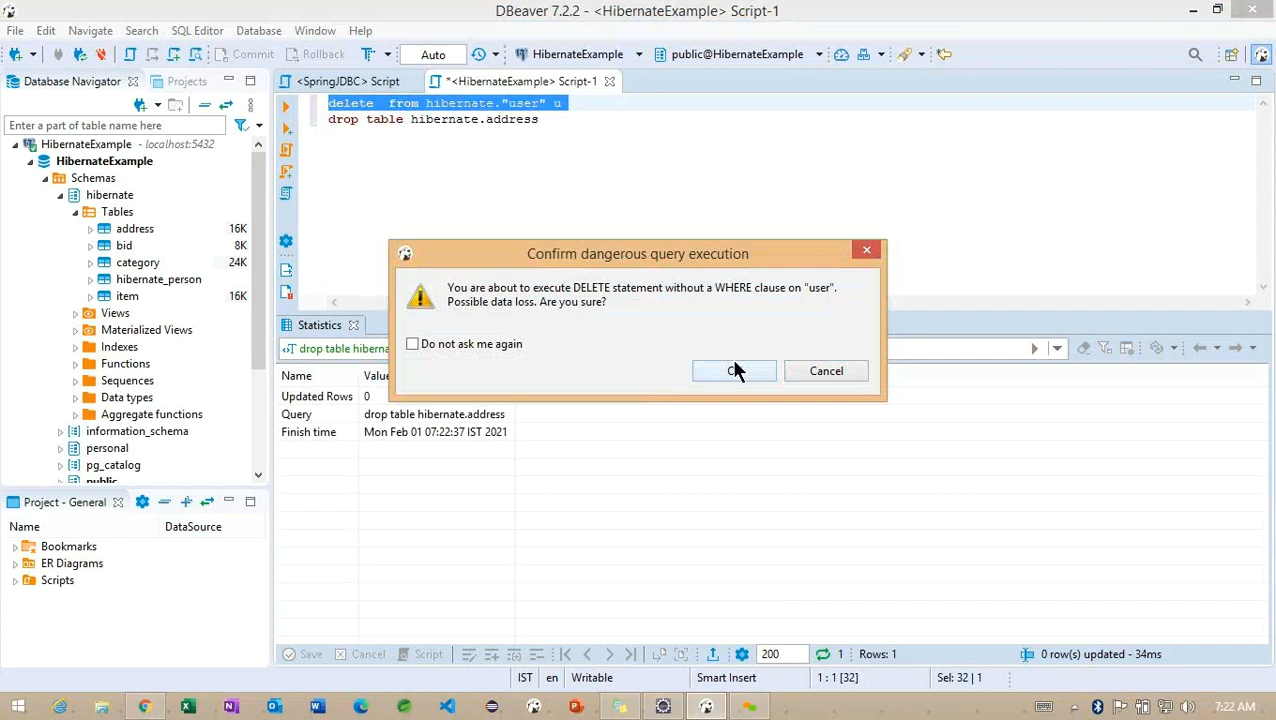 DBeaver 7.2.2 - <HibernateExample> Script-1
File Edit Navigate Search SQL Editor Database Window Help
Commit Rollback Auto HibernateExample public@HibernateExample
Database Navigator Projects
<SpringJDBC> Script *<HibernateExample> Script-1
Enter a part of table name here
delete from hibernate."user" u
drop table hibernate.address
HibernateExample - localhost:5432
HibernateExample
Schemas
hibernate
Tables
address 16K
bid 8K
category 24K
hibernate_person
item 16K
Views
Materialized Views
Indexes
Functions
Sequences
Data types
Aggregate functions
information_schema
personal
pg_catalog
public
Confirm dangerous query execution
You are about to execute DELETE statement without a WHERE clause on "user".
Possible data loss. Are you sure?
Do not ask me again
Cancel
Statistics
drop table hiberna
Name Value
Updated Rows 0
Query drop table hibernate.address
Finish time Mon Feb 01 07:22:37 IST 2021
Project - General
Name DataSource
Bookmarks
ER Diagrams
Scripts
Save Cancel Script 200 1 Rows: 1 0 row(s) updated - 34ms
IST en Writable Smart Insert 1 : 1 [32] Sel: 32 | 1
7:22 AM